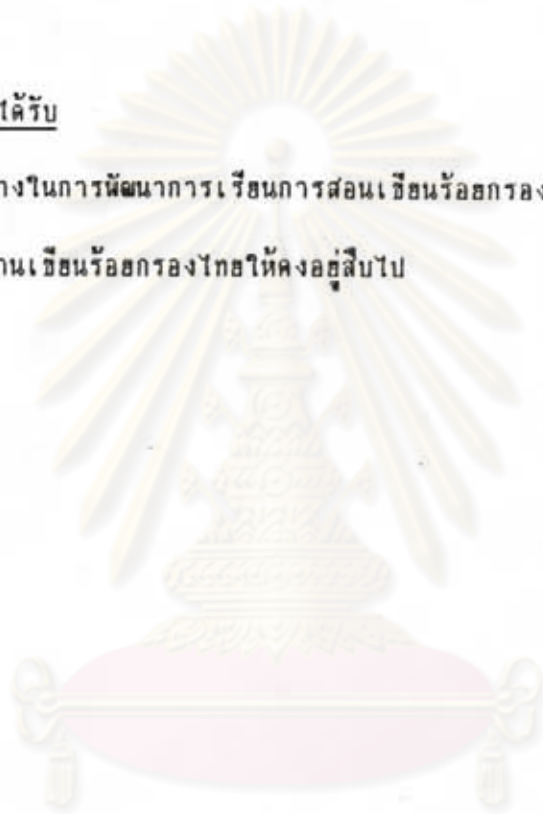 ได้รับ
างในการพัฒนาการเรียนการสอนเขียนร้อยกรอง
านเขียนร้อยกรองไทยให้คงอยู่สืบไป